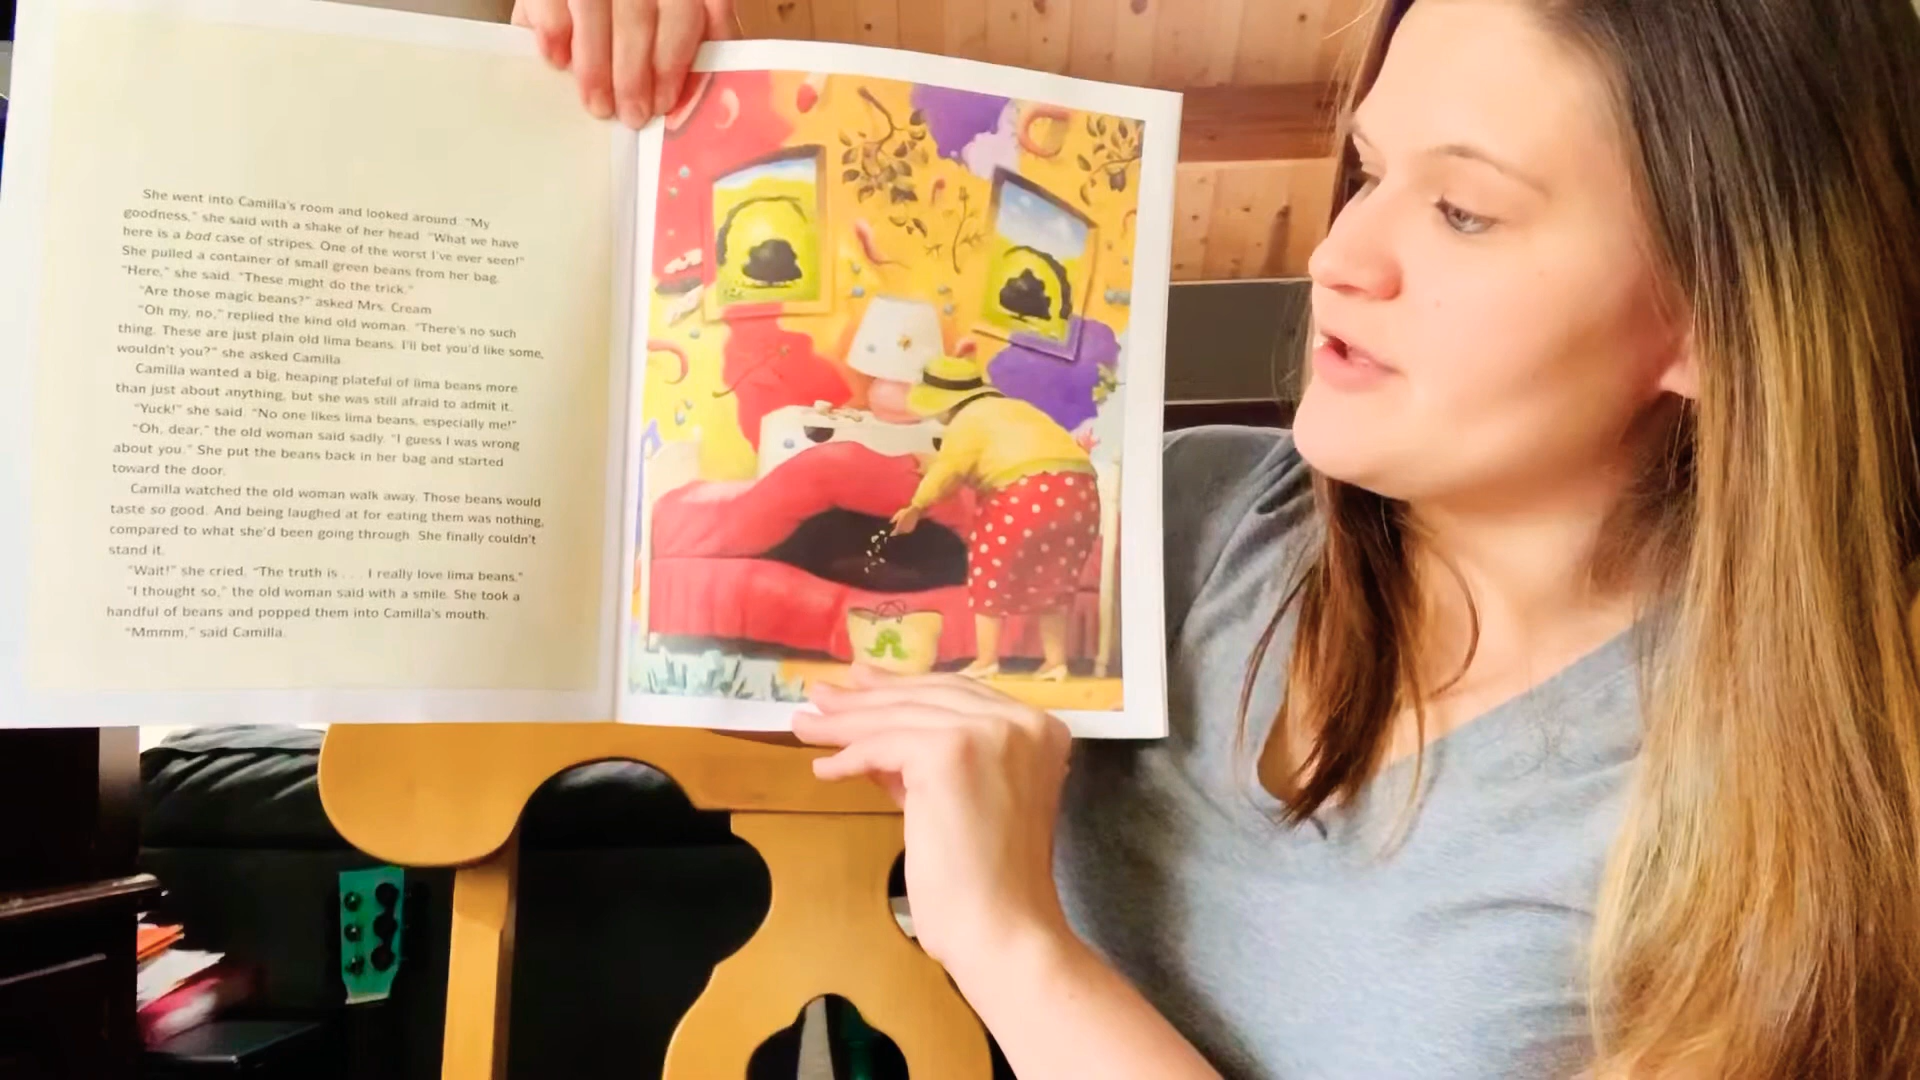 She went into Camilla's room and looked around. "My
goodness," she said with a shake of her head. "What we have
here is a bad case of stripes. One of the worst I've ever seen!"
She pulled a container of small green beans from her bag.
"Here," she said. "These might do the trick."
"Are those magic beans?" asked Mrs. Cream
"Oh my, no," replied the kind old woman. "There's no such
thing. These are just plain old lima beans. I'll bet you'd like some,
wouldn't you?" she asked Camilla.
Camilla wanted a big, heaping plateful of lima beans more
than just about anything, but she was still afraid to admit it.
"Yuck!" she said. "No one likes lima beans, especially me!"
"Oh, dear," the old woman said sadly. "I guess I was wrong
about you." She put the beans back in her bag and started
toward the door.
Camilla watched the old woman walk away. Those beans would
taste so good. And being laughed at for eating them was nothing,
compared to what she'd been going through. She finally couldn't
stand it.
"Wait!" she cried. "The truth is . . . I really love lima beans."
"I thought so," the old woman said with a smile. She took a
handful of beans and popped them into Camilla's mouth.
"Mmmm," said Camilla.